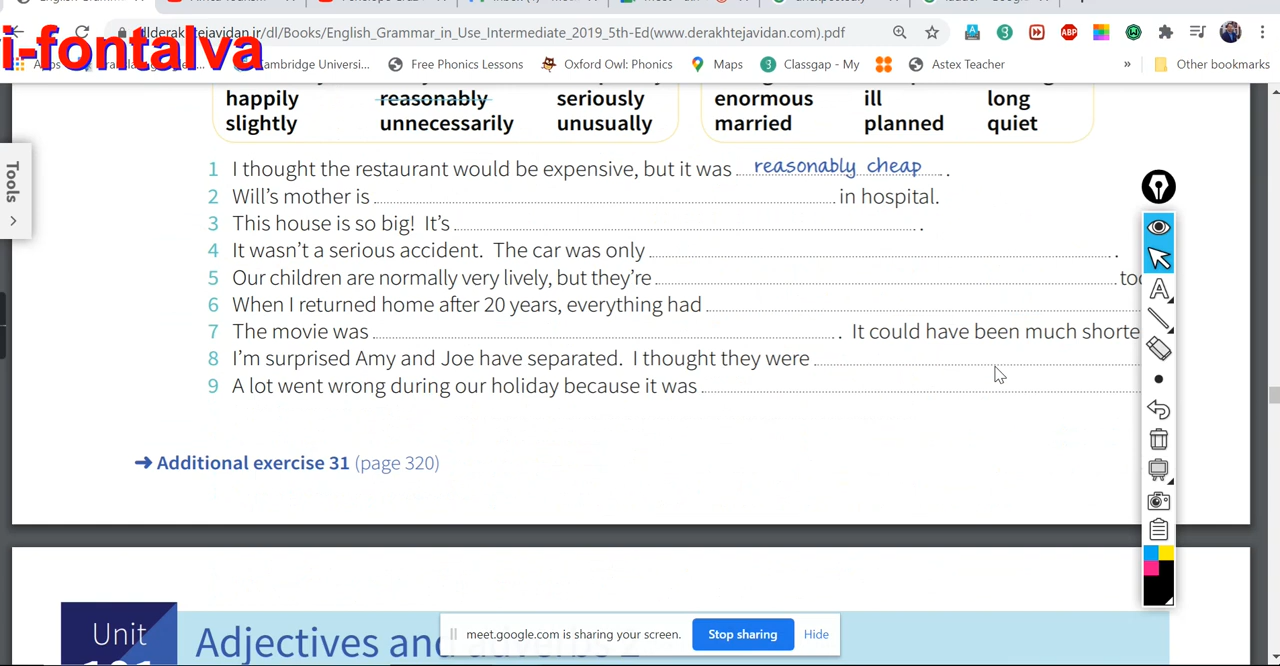 i-fontalva
dlderakhtejavidan.ir/dl/Books/English_Grammar_in_Use_Intermediate_2019_5th-Ed(www.derakhtejavidan.com).pdf
Apps
Cambridge Universi...
Free Phonics Lessons
Oxford Owl: Phonics
Maps
Classgap - My
Astex Teacher
»
Other bookmarks
Tools
happily reasonably seriously
slightly unnecessarily unusually
enormous ill long
married planned quiet
1 I thought the restaurant would be expensive, but it was reasonably cheap .
2 Will's mother is in hospital.
3 This house is so big! It's .
4 It wasn't a serious accident. The car was only .
5 Our children are normally very lively, but they're
6 When I returned home after 20 years, everything had
7 The movie was . It could have been much shorte
8 I'm surprised Amy and Joe have separated. I thought they were
9 A lot went wrong during our holiday because it was
➜ Additional exercise 31 (page 320)
Unit
Adjectives and
meet.google.com is sharing your screen.
Stop sharing
Hide